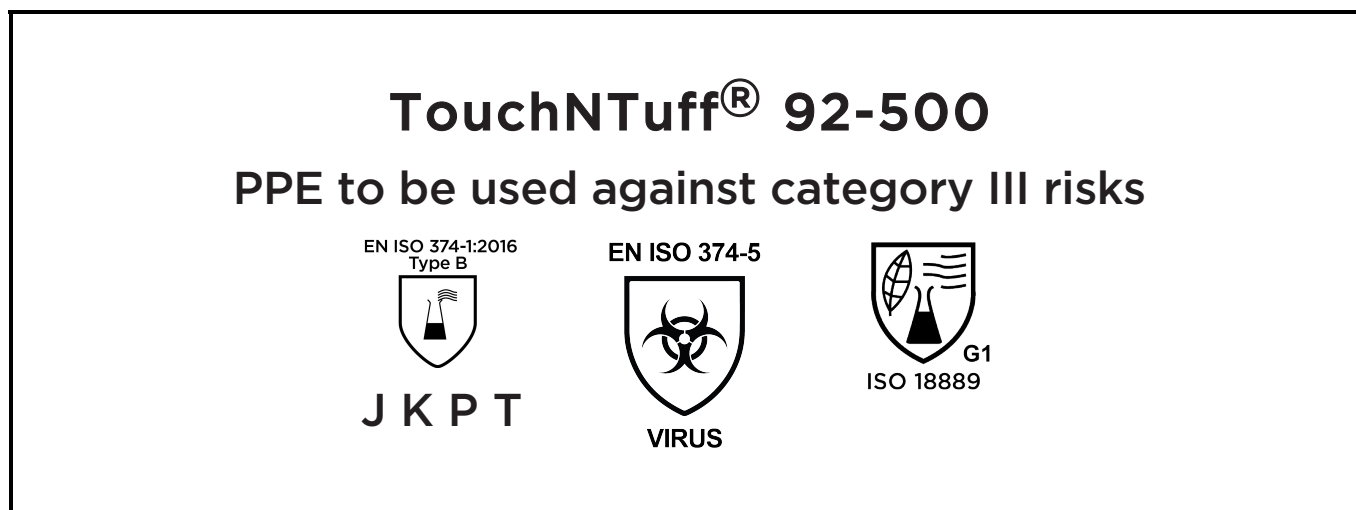 TouchNTuff® 92-500
PPE to be used against category III risks
EN ISO 374-1:2016
Type B
J K P T
EN ISO 374-5
VIRUS
G1
ISO 18889